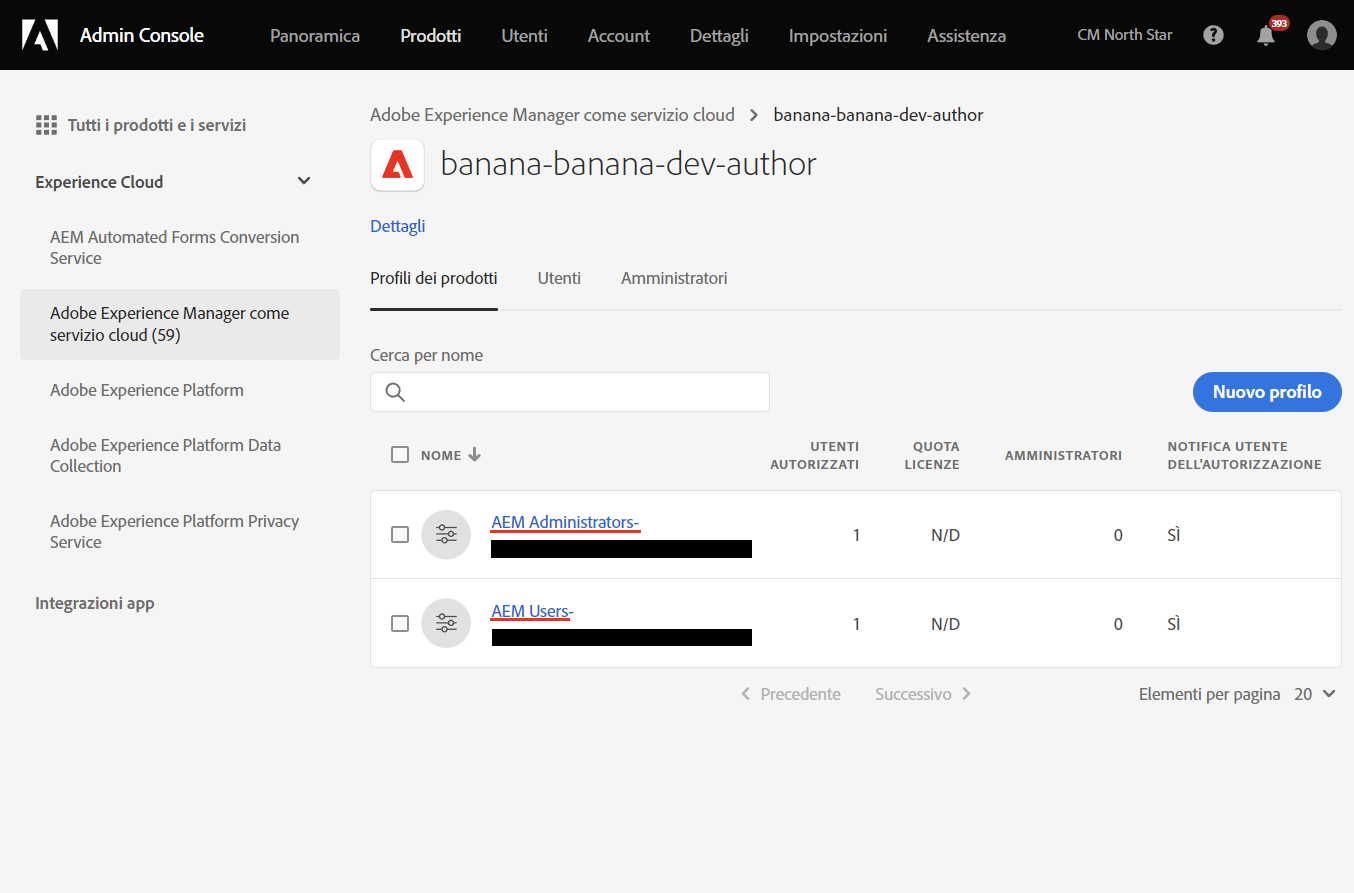 Admin Console
Panoramica
Prodotti
Utenti
Account
Dettagli
Impostazioni
Assistenza
CM North Star
?
393
Tutti i prodotti e i servizi
Experience Cloud
AEM Automated Forms Conversion
Service
Adobe Experience Manager come
servizio cloud (59)
Adobe Experience Platform
Adobe Experience Platform Data
Collection
Adobe Experience Platform Privacy
Service
Integrazioni app
Adobe Experience Manager come servizio cloud > banana-banana-dev-author
banana-banana-dev-author
Dettagli
Profili dei prodotti
Utenti
Amministratori
Cerca per nome
Nuovo profilo
NOME
UTENTI
AUTORIZZATI
QUOTA
LICENZE
AMMINISTRATORI
NOTIFICA UTENTE
DELL'AUTORIZZAZIONE
AEM Administrators-
1
N/D
0
SÌ
AEM Users-
1
N/D
0
SÌ
Precedente
Successivo
Elementi per pagina 20